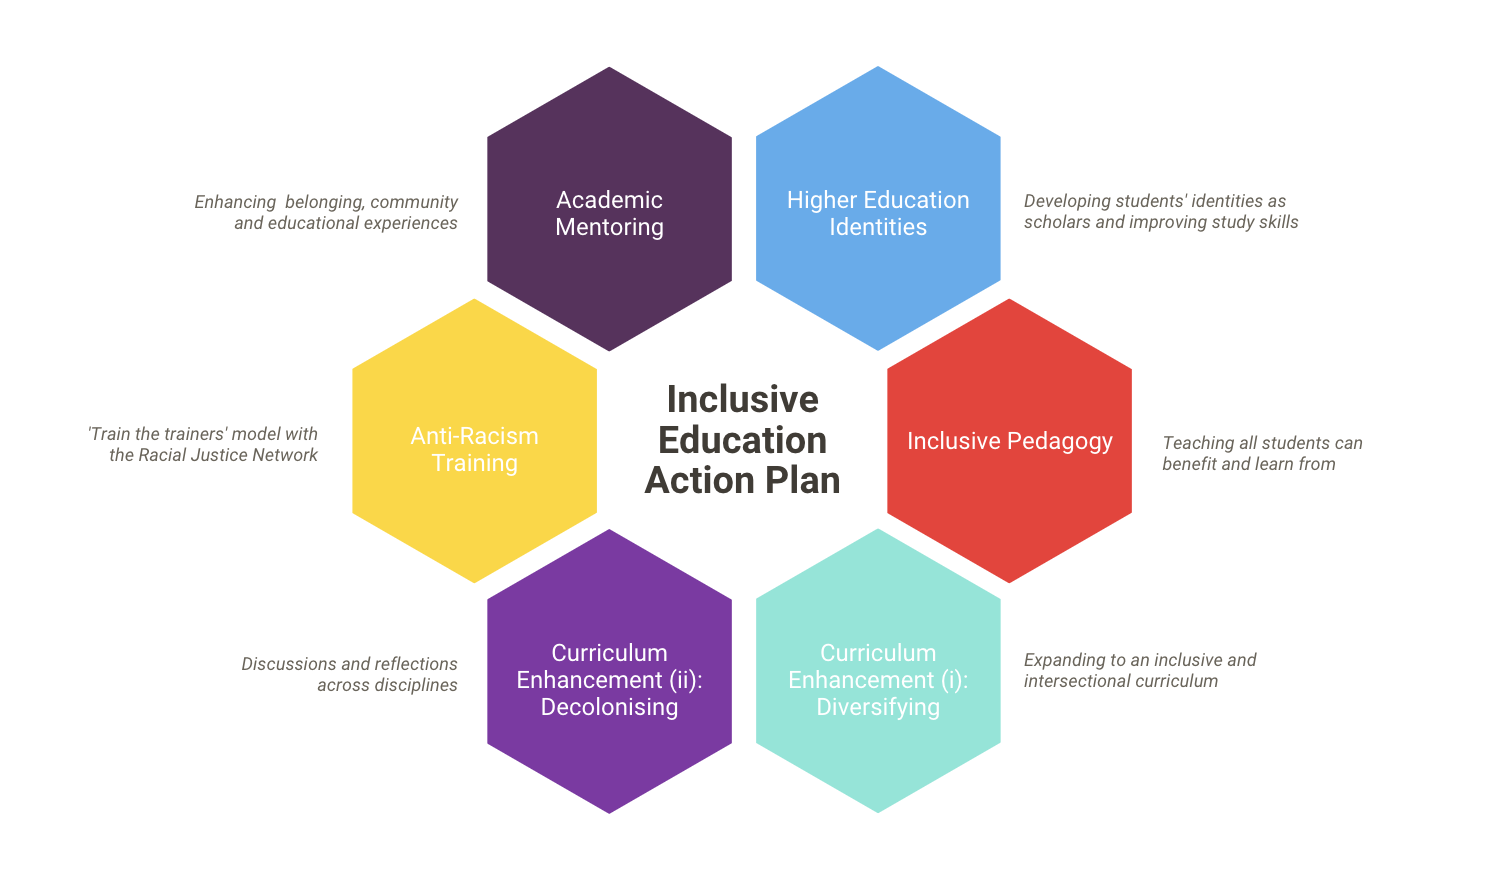 Academic
Mentoring
Enhancing  belonging, community
and educational experiences
Higher Education
Identities
Developing students' identities as
scholars and improving study skills
Inclusive
Education
Action Plan
Anti-Racism
Training
'Train the trainers' model with
the Racial Justice Network
Inclusive Pedagogy
Teaching all students can
benefit and learn from
Curriculum
Enhancement (ii):
Decolonising
Discussions and reflections
across disciplines
Curriculum
Enhancement (i):
Diversifying
Expanding to an inclusive and
intersectional curriculum